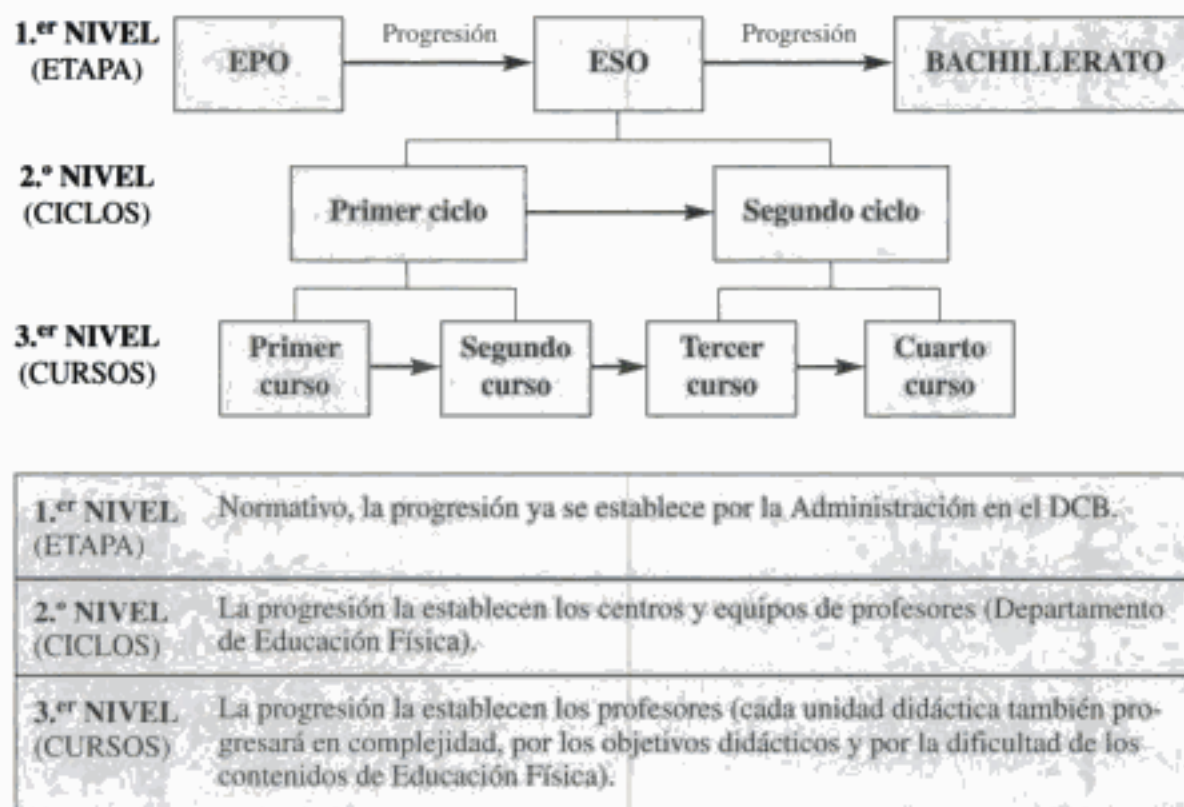 1.er NIVEL
(ETAPA)
EPO
Progresión
ESO
Progresión
BACHILLERATO
2.º NIVEL
(CICLOS)
Primer ciclo
Segundo ciclo
3.er NIVEL
(CURSOS)
Primer
curso
Segundo
curso
Tercer
curso
Cuarto
curso
1.er NIVEL
(ETAPA)
Normativo, la progresión ya se establece por la Administración en el DCB.
2.º NIVEL
(CICLOS)
La progresión la establecen los centros y equipos de profesores (Departamento
de Educación Física).
3.er NIVEL
(CURSOS)
La progresión la establecen los profesores (cada unidad didáctica también pro-
gresará en complejidad, por los objetivos didácticos y por la dificultad de los
contenidos de Educación Física).